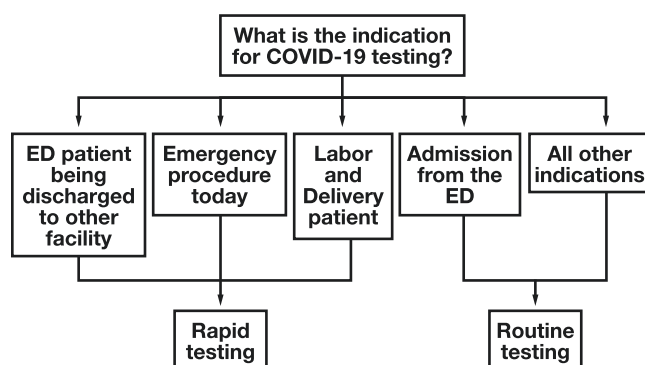 What is the indication
for COVID-19 testing?
ED patient
being
discharged
to other
facility
Emergency
procedure
today
Labor
and
Delivery
patient
Admission
from the
ED
All other
indications
Rapid
testing
Routine
testing